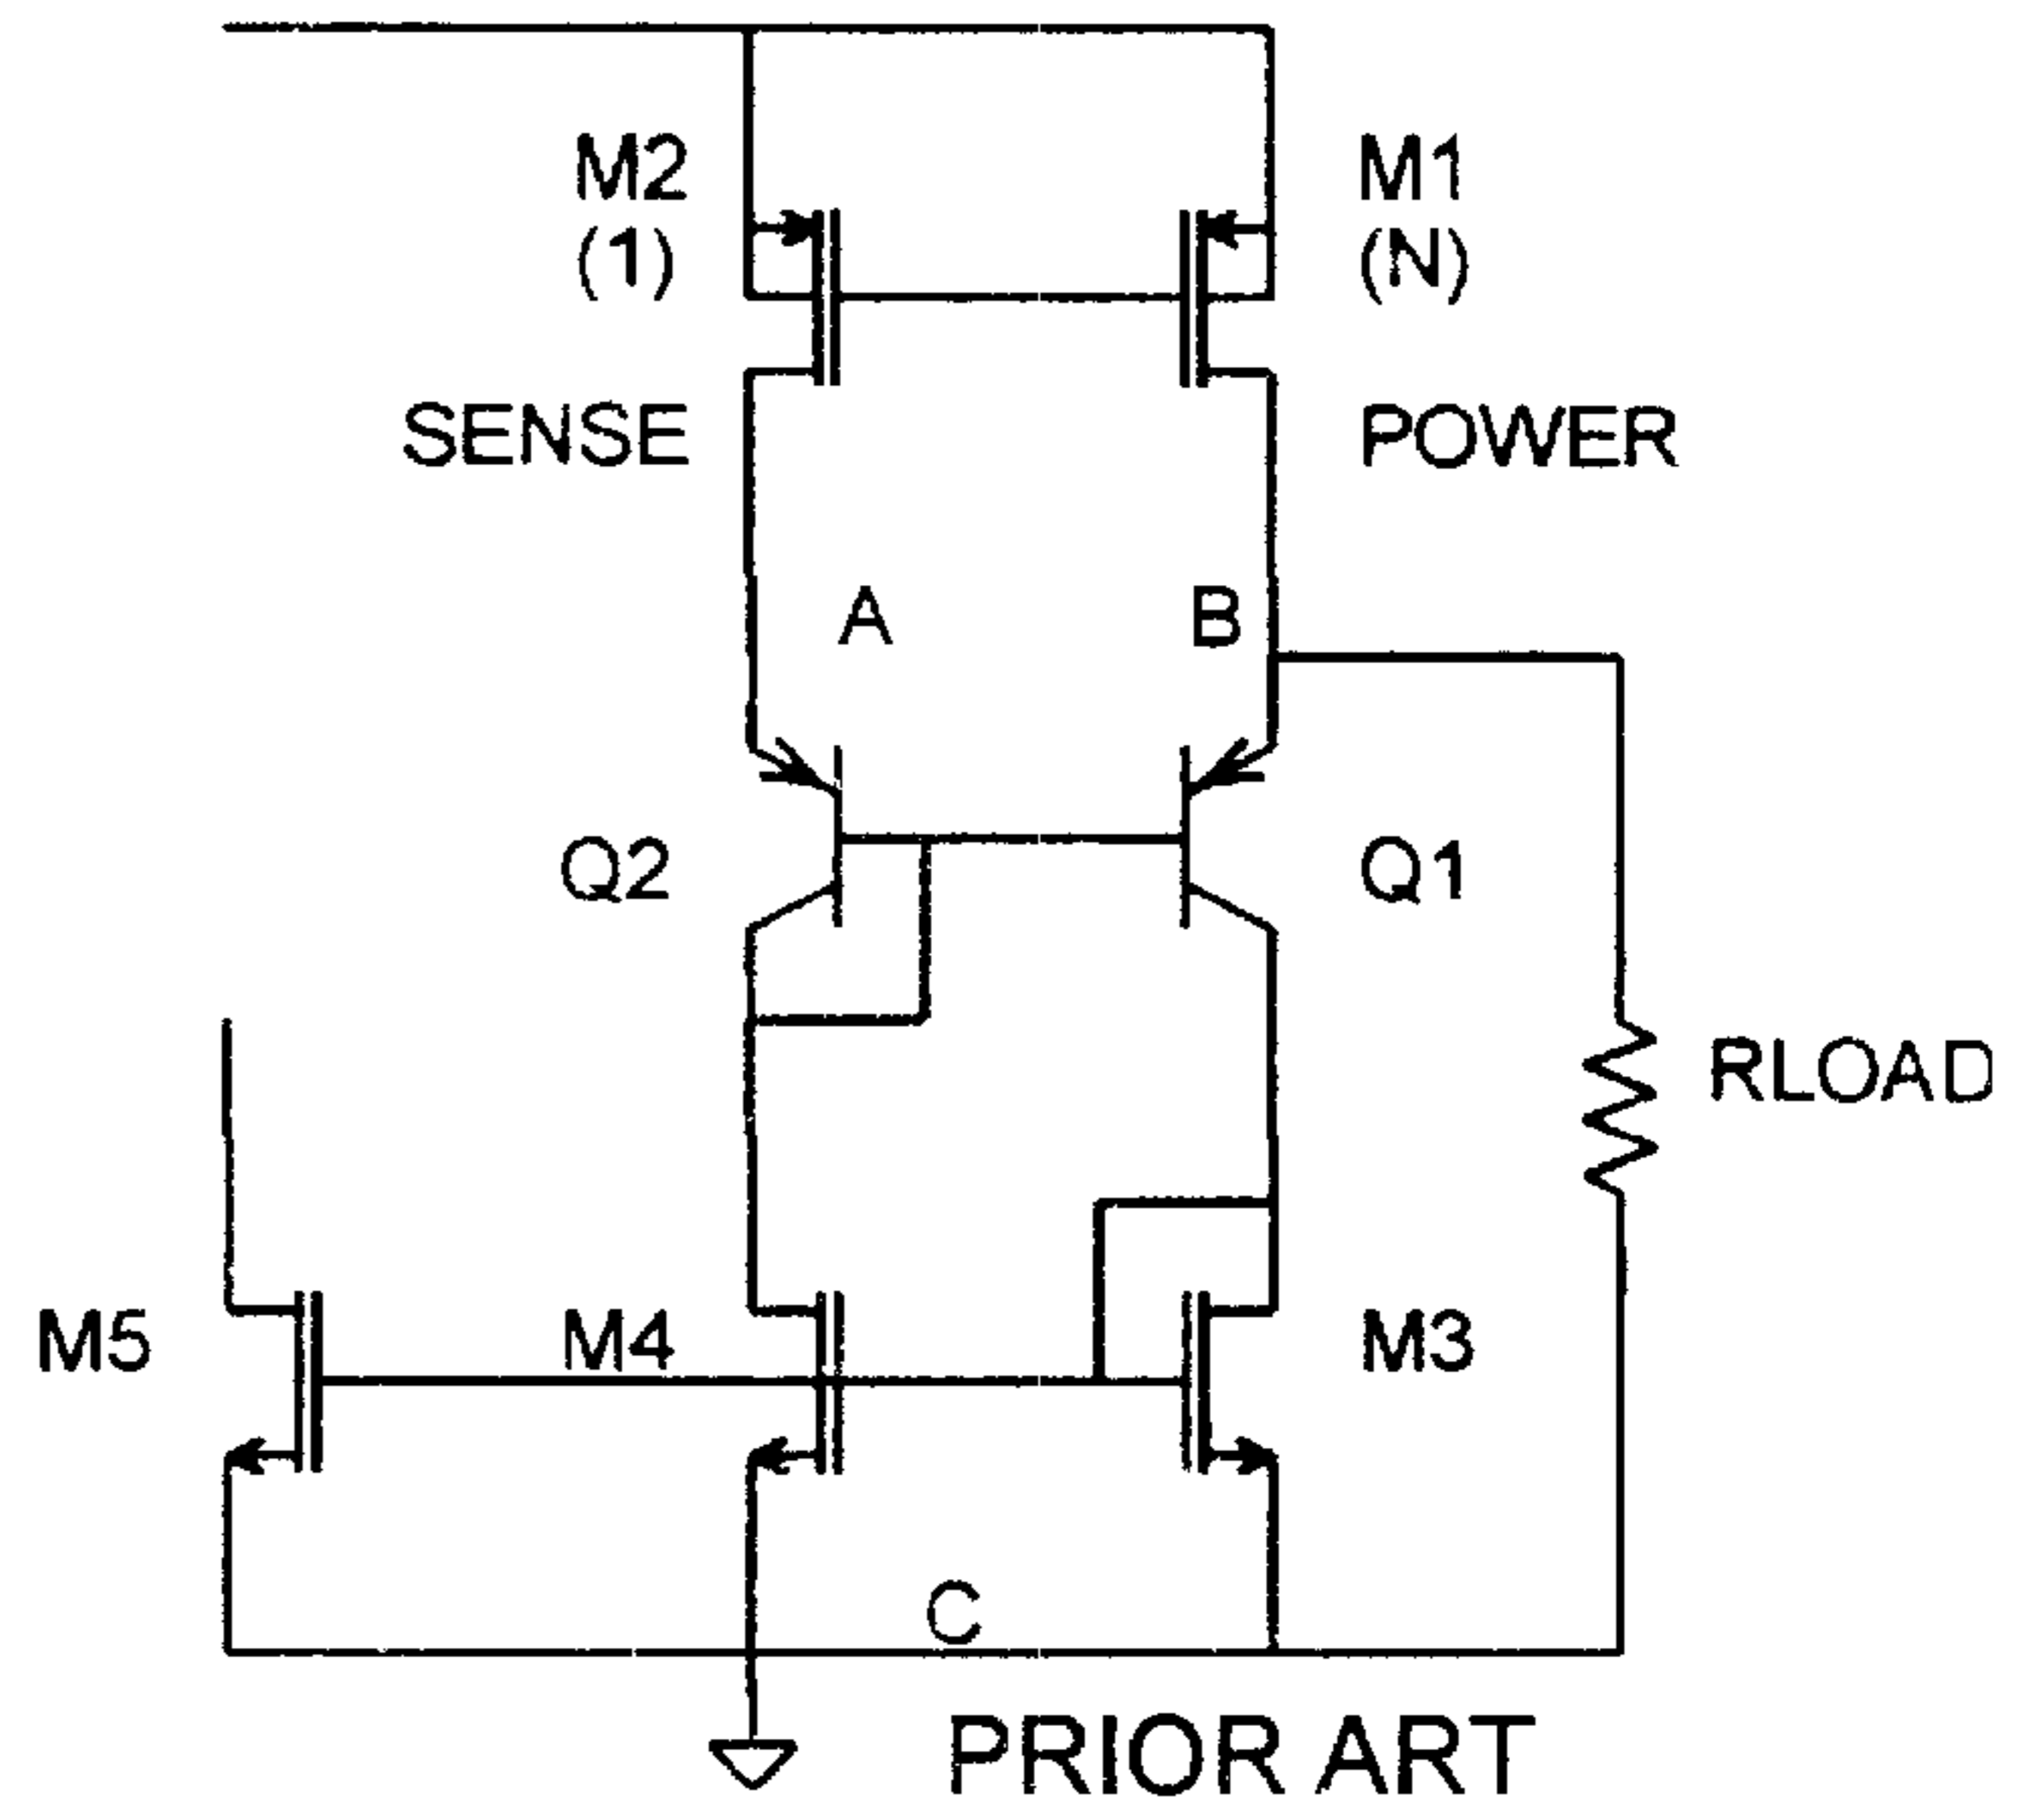 M2
(1)
M1
(N)
SENSE
POWER
A
B
Q2
Q1
RLOAD
M5
M4
M3
C
PRIOR ART